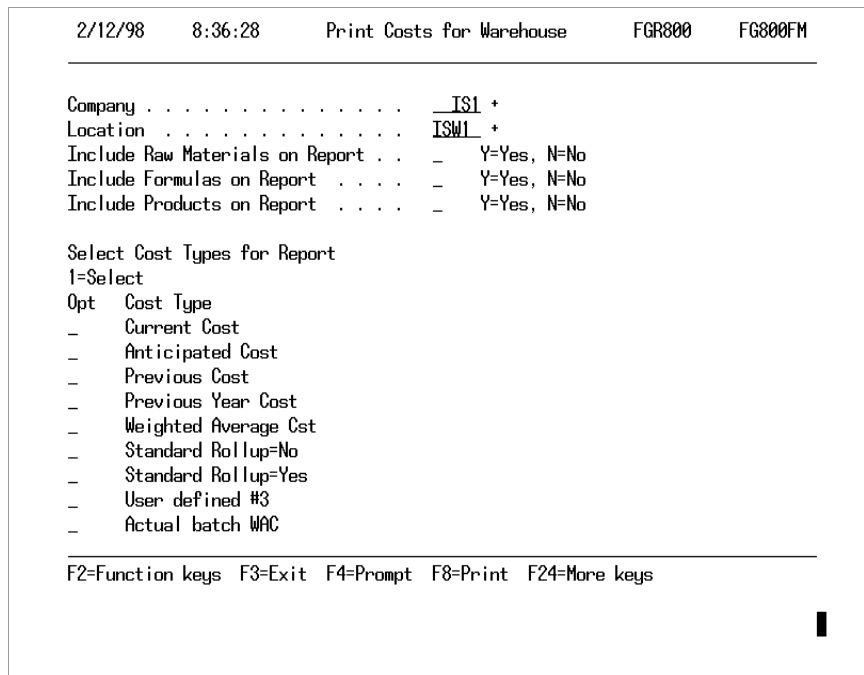 2/12/98 8:36:28 Print Costs for Warehouse FGR800 FG800FM
Company . . . . . . . . . . . . . . IS1 +
Location . . . . . . . . . . . . . ISW1 +
Include Raw Materials on Report . . _ Y=Yes, N=No
Include Formulas on Report . . . . _ Y=Yes, N=No
Include Products on Report . . . . _ Y=Yes, N=No
Select Cost Types for Report
1=Select
Opt Cost Type
_ Current Cost
_ Anticipated Cost
_ Previous Cost
_ Previous Year Cost
_ Weighted Average Cst
_ Standard Rollup=No
_ Standard Rollup=Yes
_ User defined #3
_ Actual batch WAC
F2=Function keys F3=Exit F4=Prompt F8=Print F24=More keys